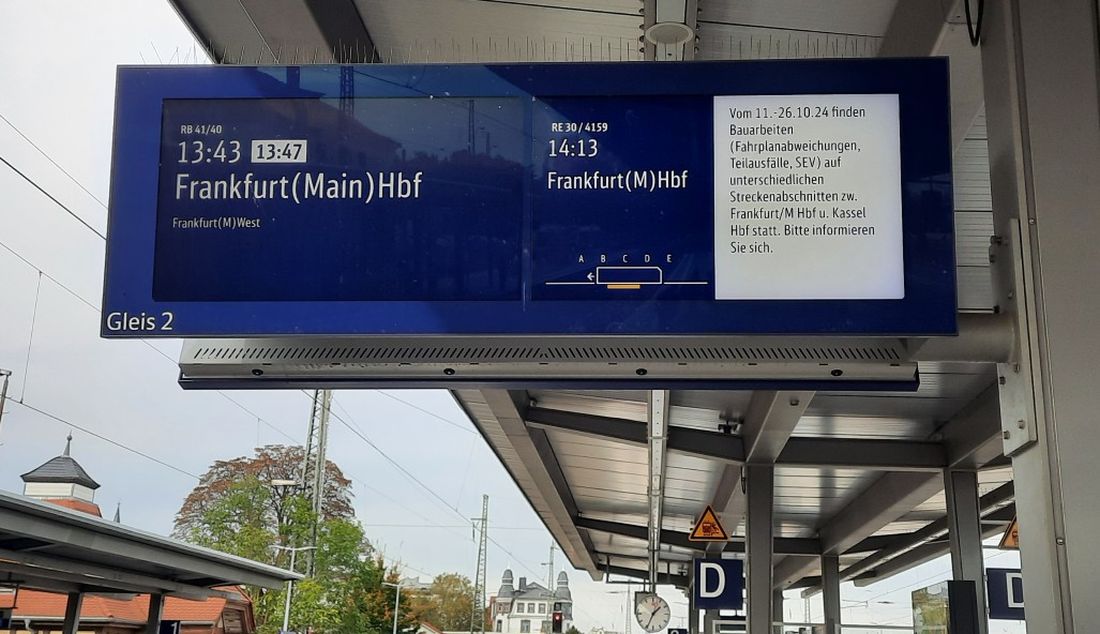 RB 41/40
13:43 13:47
Frankfurt(Main)Hbf
Frankfurt(M)West
RE 30/4159
14:13
Frankfurt(M)Hbf
A B C D E
Vom 11.-26.10.24 finden
Bauarbeiten
(Fahrplanabweichungen,
Teilausfälle, SEV) auf
unterschiedlichen
Streckenabschnitten zw.
Frankfurt/M Hbf u. Kassel
Hbf statt. Bitte informieren
Sie sich.
Gleis 2
D
D